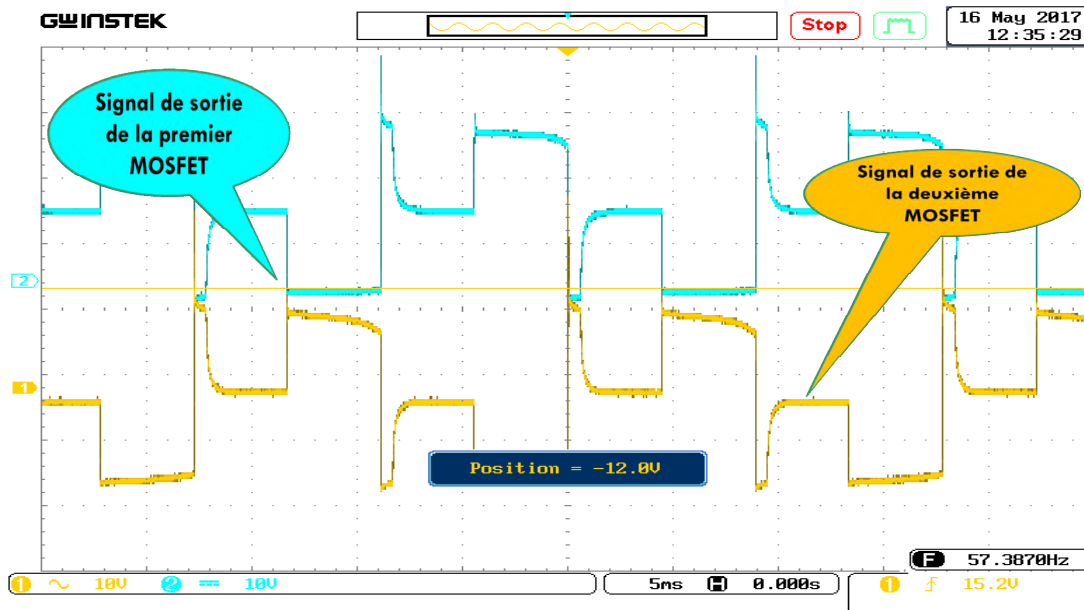 GWINSTEK
Stop
16 May 2017
12:35:29
Signal de sortie
de la premier
MOSFET
Signal de sortie de
la deuxième
MOSFET
2
1
Position = -12.0V
F 57.3870Hz
1 10V 2 10V 5ms H 0.000s 1 15.2V